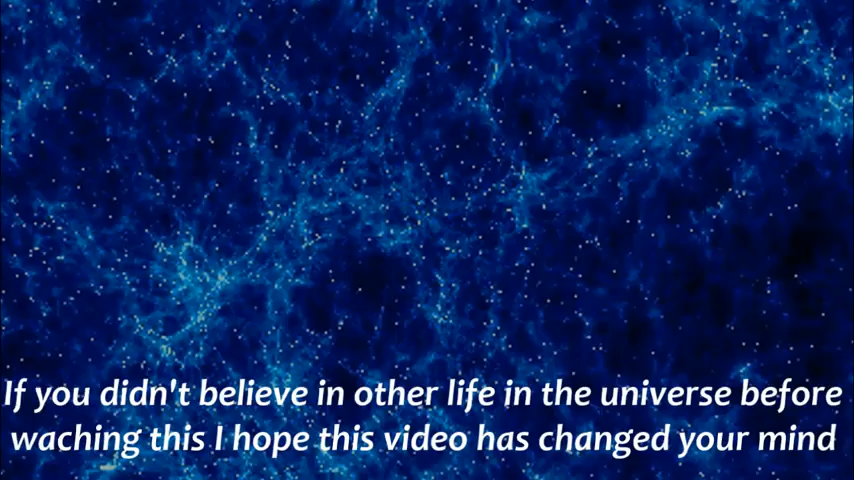 If you didn't believe in other life in the universe before
waching this I hope this video has changed your mind